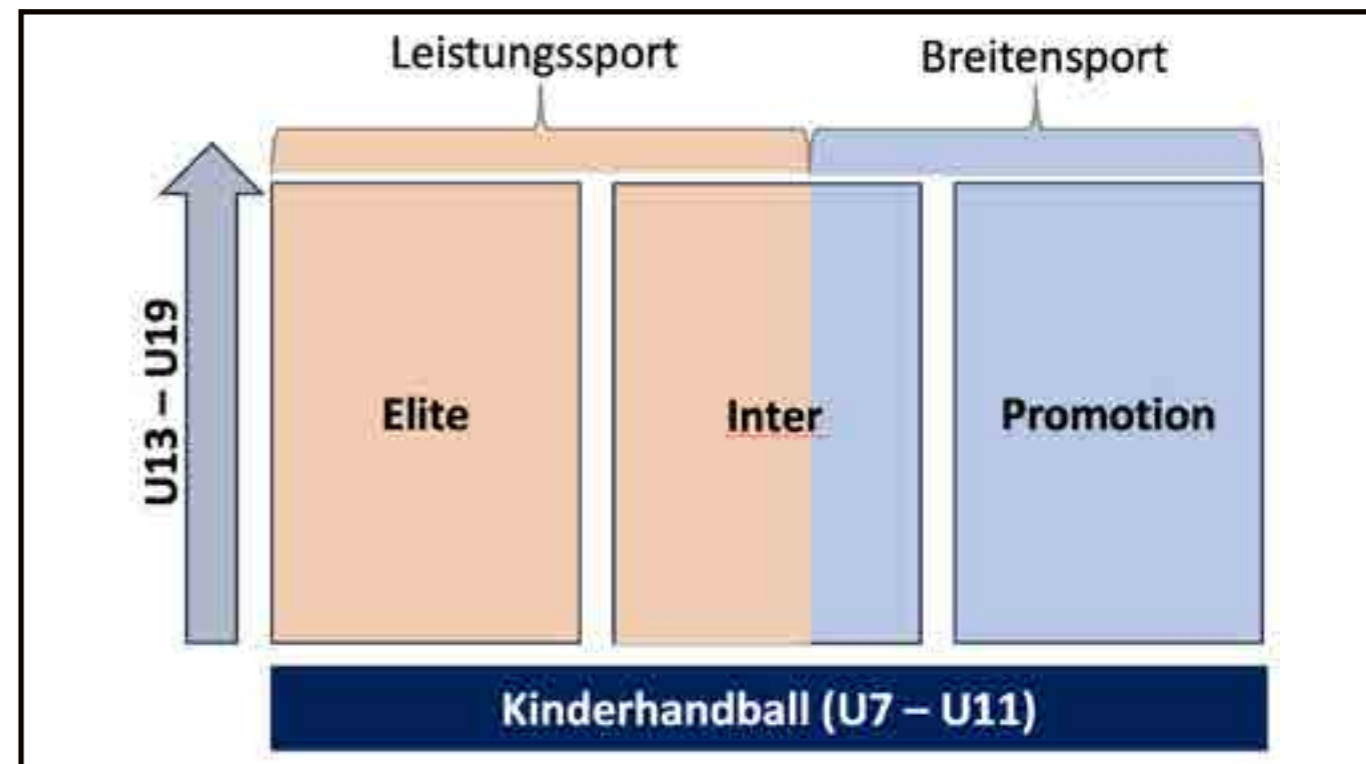 Leistungssport
Breitensport
U13 – U19
Elite
Inter
Promotion
Kinderhandball (U7 – U11)